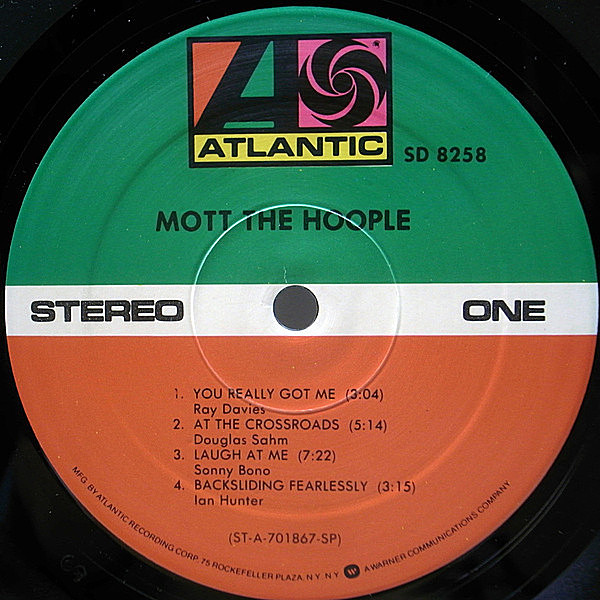 ATLANTIC
SD 8258
MOTT THE HOOPLE
STEREO
ONE
1. YOU REALLY GOT ME (3:04)
Ray Davies
2. AT THE CROSSROADS (5:14)
Douglas Sahm
3. LAUGH AT ME (7:22)
Sonny Bono
4. BACKSLIDING FEARLESSLY (3:15)
Ian Hunter
(ST-A-701867-SP)
MFG. BY ATLANTIC RECORDING CORP. 75 ROCKEFELLER PLAZA, N.Y. N.Y. A WARNER COMMUNICATIONS COMPANY